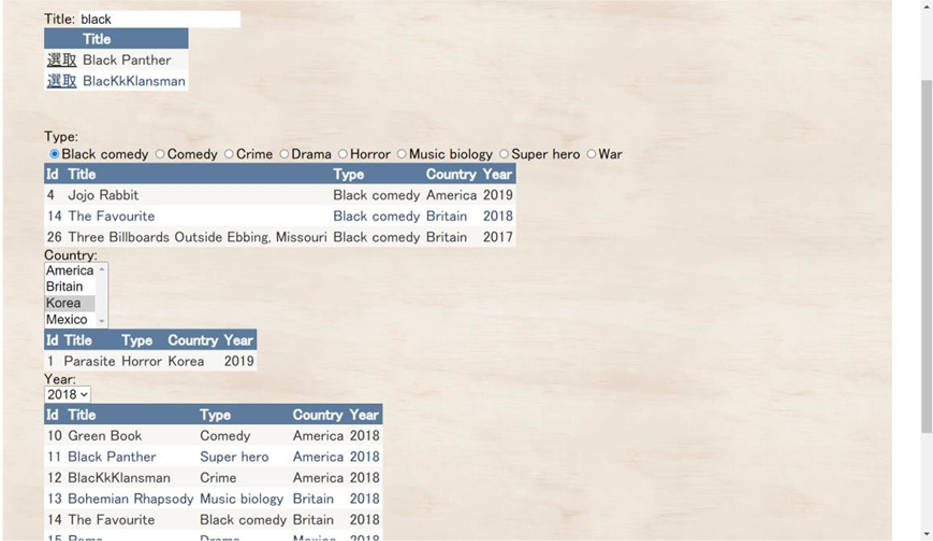 Title: black
Title
選取 Black Panther
選取 BlacKkKlansman
Type:
Black comedy Comedy Crime Drama Horror Music biology Super hero War
Id Title Type Country Year
4 Jojo Rabbit Black comedy America 2019
14 The Favourite Black comedy Britain 2018
26 Three Billboards Outside Ebbing, Missouri Black comedy Britain 2017
Country:
America
Britain
Korea
Mexico
Id Title Type Country Year
1 Parasite Horror Korea 2019
Year:
2018
Id Title Type Country Year
10 Green Book Comedy America 2018
11 Black Panther Super hero America 2018
12 BlacKkKlansman Crime America 2018
13 Bohemian Rhapsody Music biology Britain 2018
14 The Favourite Black comedy Britain 2018
15 Roma Drama Mexico 2018